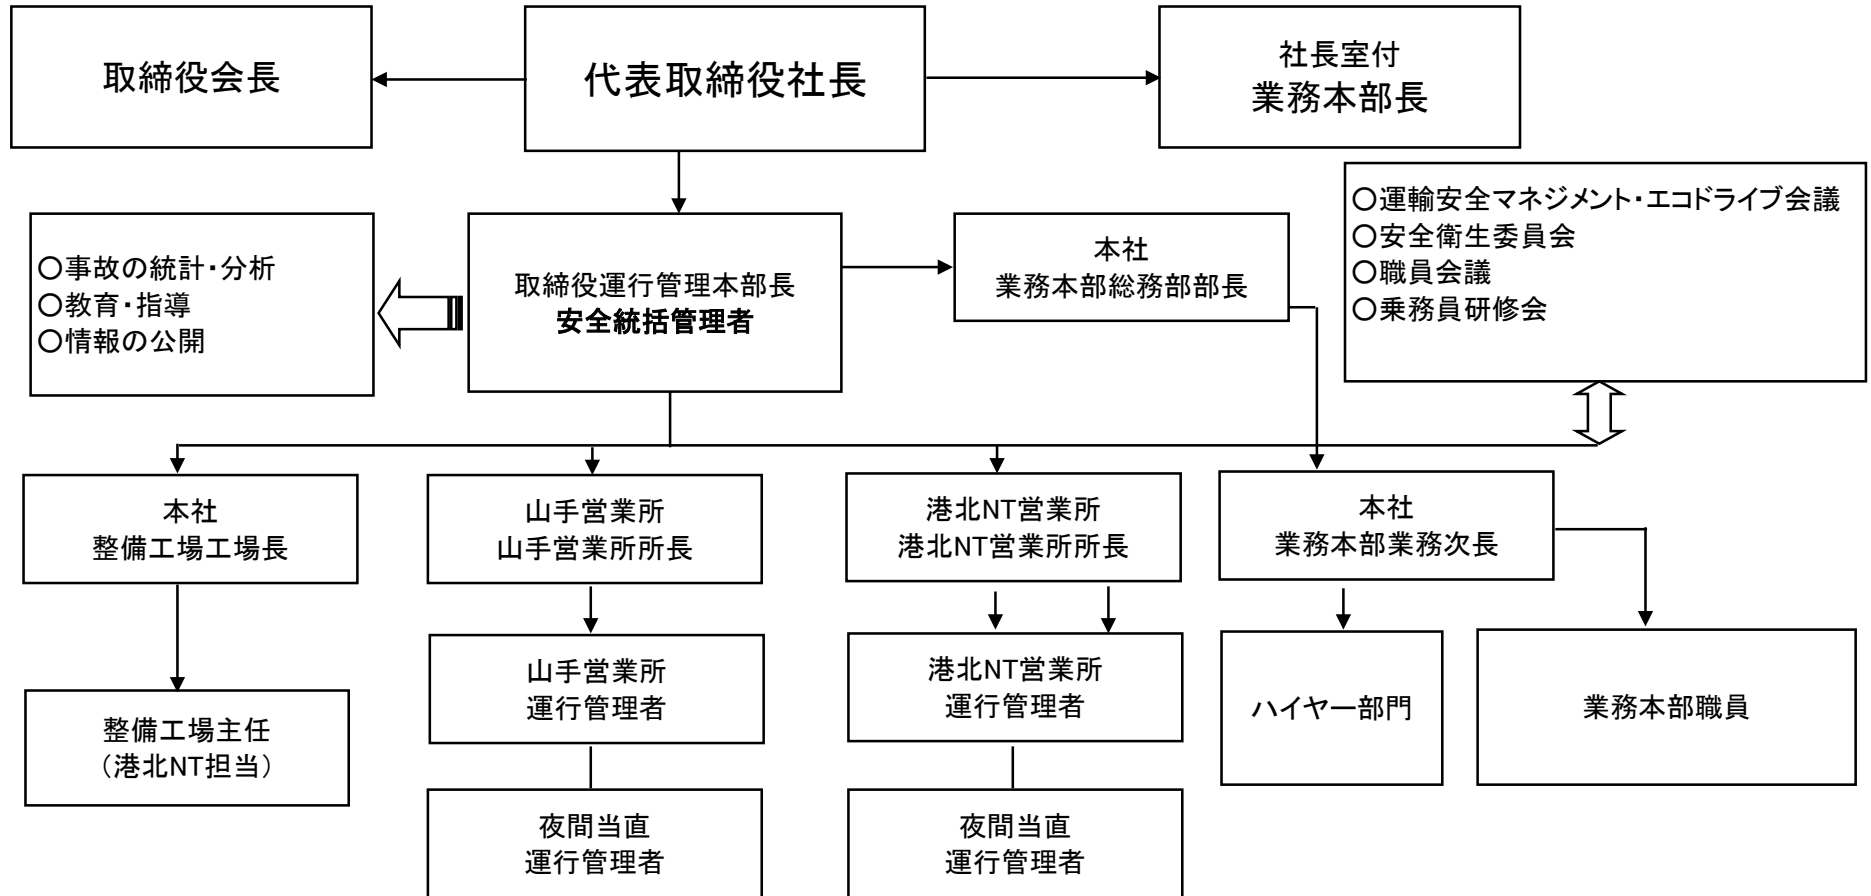 取締役会長
代表取締役社長
社長室付
業務本部長
〇運輸安全マネジメント・エコドライブ会議
〇安全衛生委員会
〇職員会議
〇乗務員研修会
〇事故の統計・分析
〇教育・指導
〇情報の公開
取締役運行管理本部長
安全統括管理者
本社
業務本部総務部部長
本社
整備工場工場長
山手営業所
山手営業所所長
港北NT営業所
港北NT営業所所長
本社
業務本部業務次長
整備工場主任
（港北NT担当）
山手営業所
運行管理者
港北NT営業所
運行管理者
ハイヤー部門
業務本部職員
夜間当直
運行管理者
夜間当直
運行管理者